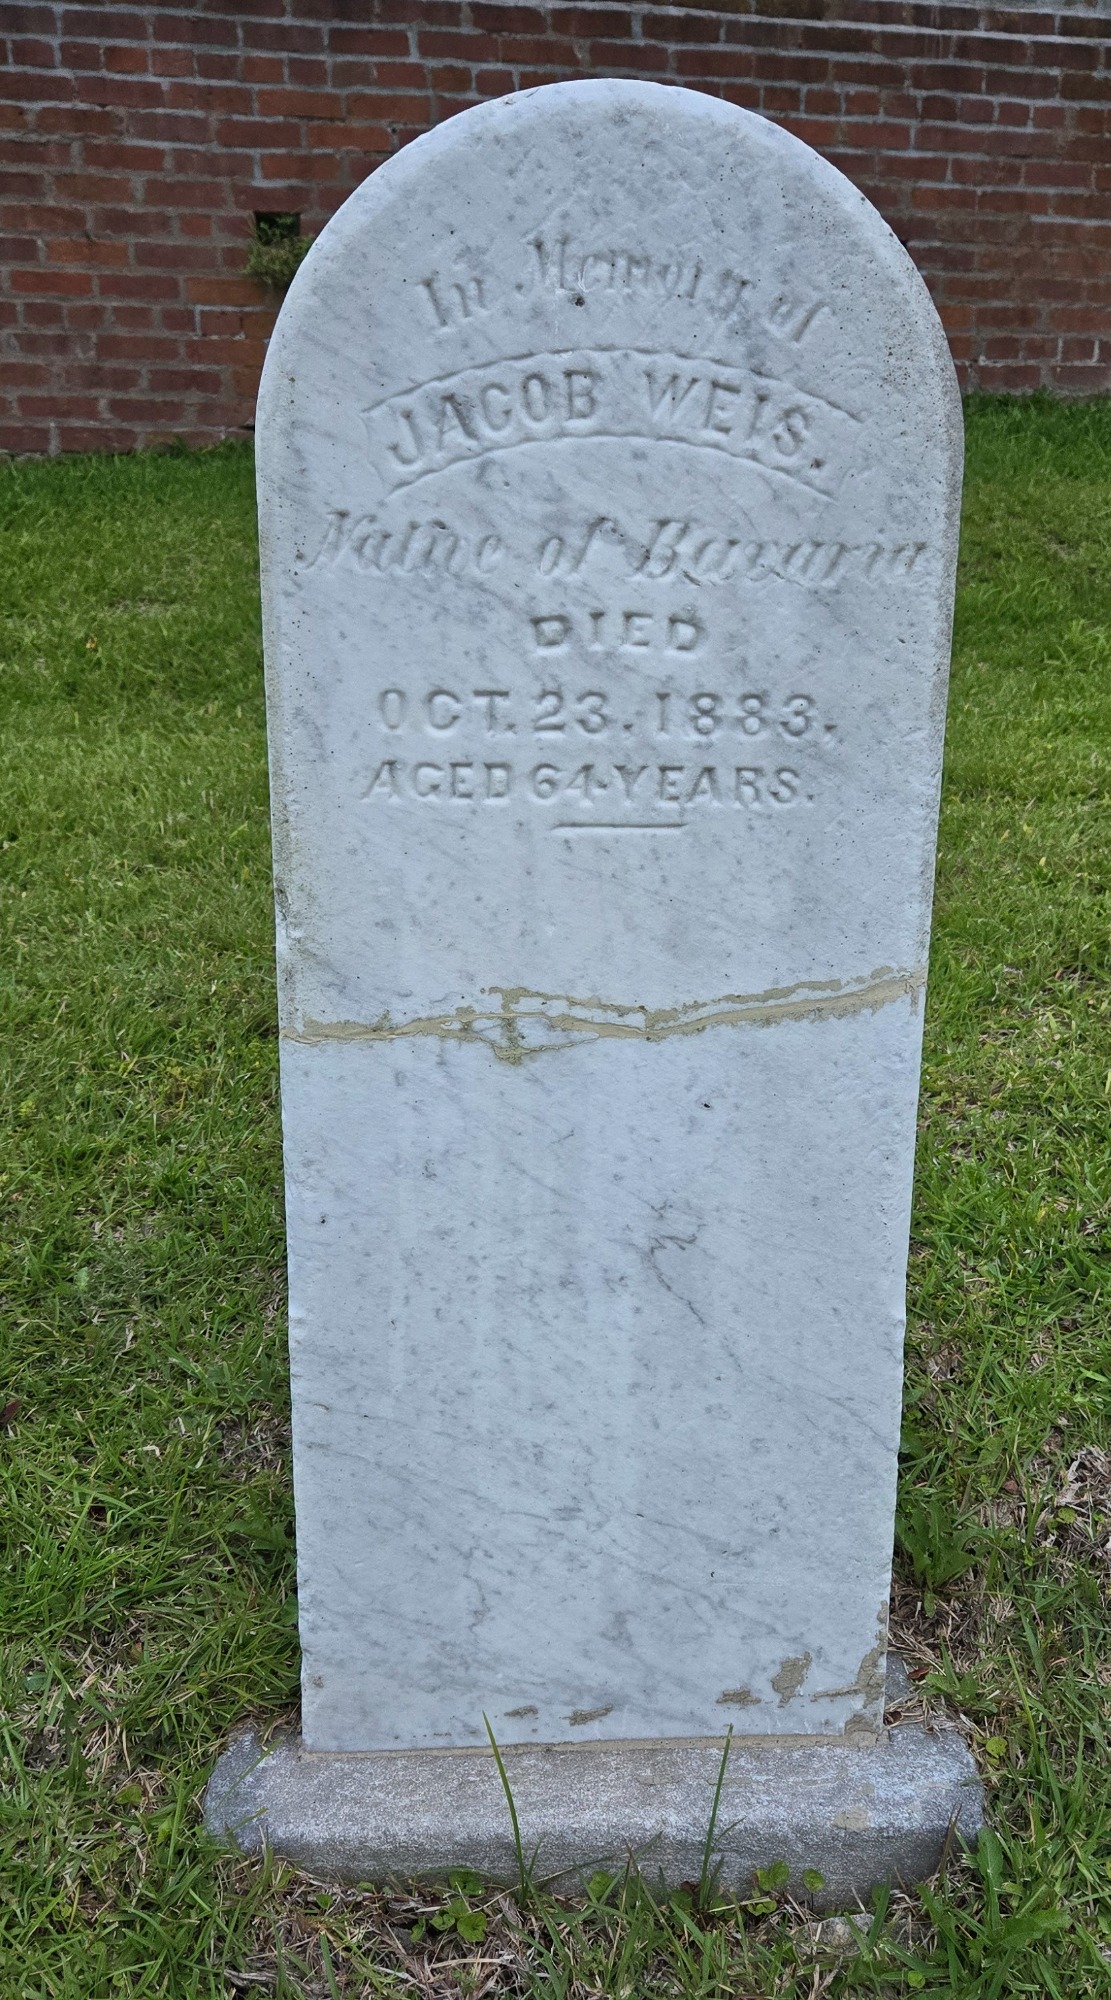 In Memory of
JACOB WEIS.
Native of Bavaria
DIED
OCT. 23. 1883.
AGED 64 YEARS.